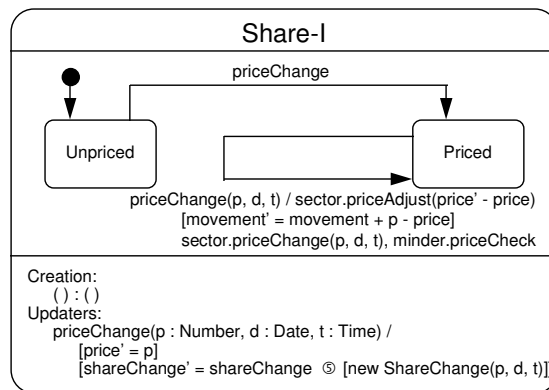 Share-I
priceChange
Unpriced
Priced
priceChange(p, d, t) / sector.priceAdjust(price' - price)
[movement' = movement + p - price]
sector.priceChange(p, d, t), minder.priceCheck
Creation:
( ) : ( )
Updaters:
priceChange(p : Number, d : Date, t : Time) /
[price' = p]
[shareChange' = shareChange ⑤ [new ShareChange(p, d, t)]]